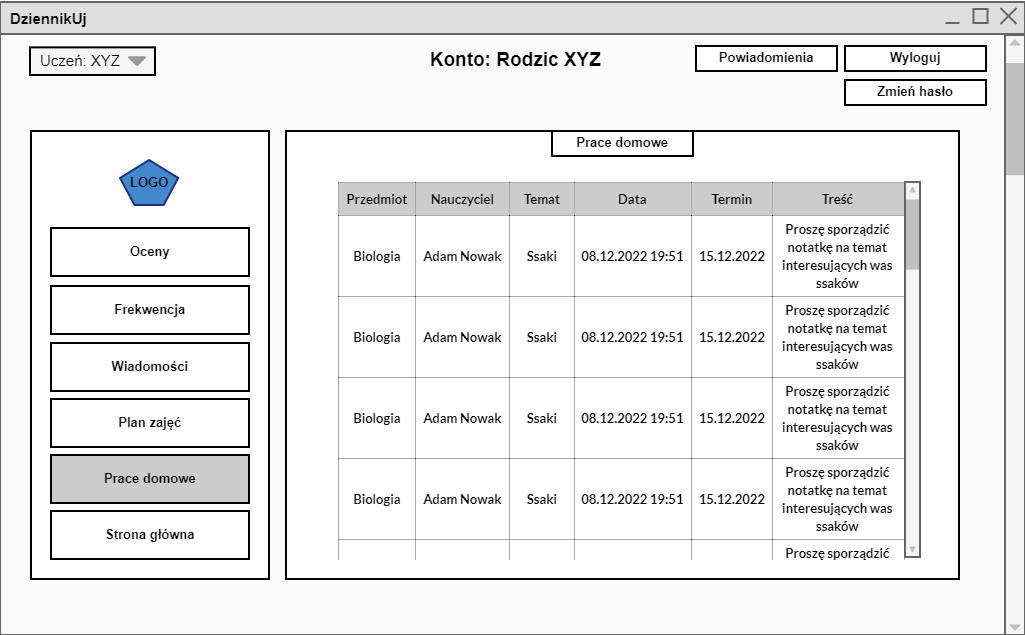 DziennikUj
Uczeń: XYZ
Konto: Rodzic XYZ
Powiadomienia
Wyloguj
Zmień hasło
LOGO
Oceny
Frekwencja
Wiadomości
Plan zajęć
Prace domowe
Strona główna
Prace domowe
Przedmiot Nauczyciel Temat Data Termin Treść
Biologia Adam Nowak Ssaki 08.12.2022 19:51 15.12.2022 Proszę sporządzić
notatkę na temat
interesujących was
ssaków
Biologia Adam Nowak Ssaki 08.12.2022 19:51 15.12.2022 Proszę sporządzić
notatkę na temat
interesujących was
ssaków
Biologia Adam Nowak Ssaki 08.12.2022 19:51 15.12.2022 Proszę sporządzić
notatkę na temat
interesujących was
ssaków
Biologia Adam Nowak Ssaki 08.12.2022 19:51 15.12.2022 Proszę sporządzić
notatkę na temat
interesujących was
ssaków
Proszę sporządzić